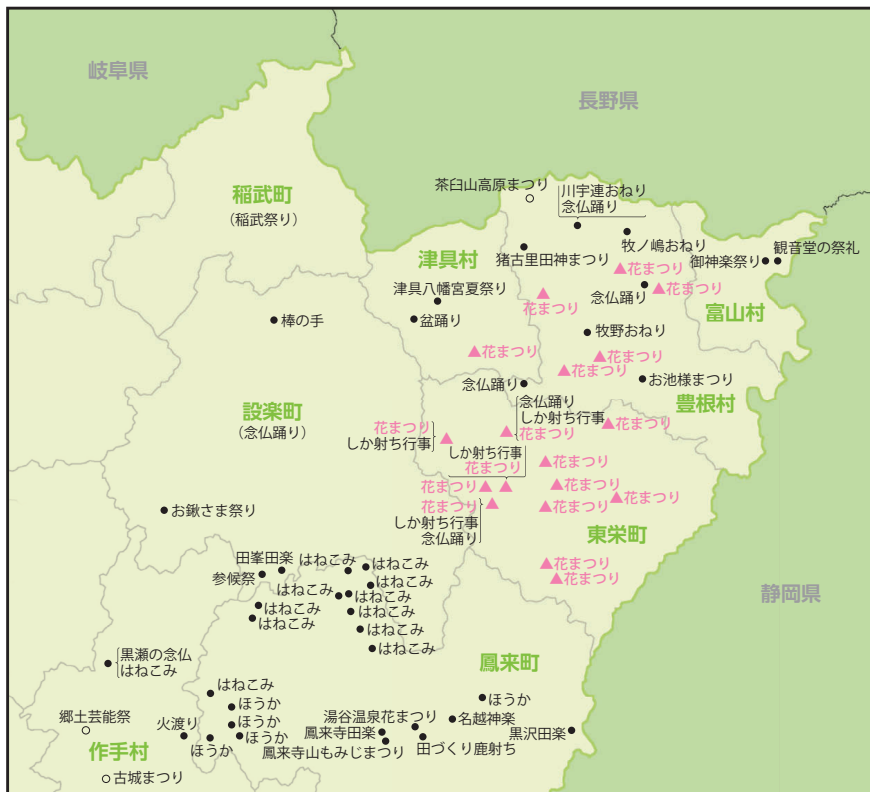 岐阜県
長野県
稲武町
(稲武祭り)
茶臼山高原まつり
川宇連おねり
念仏踊り
牧ノ嶋おねり
観音堂の祭礼
御神楽祭り
猪古里田神まつり
津具村
花まつり
念仏踊り
花まつり
富山村
津具八幡宮夏祭り
花まつり
盆踊り
棒の手
牧野おねり
花まつり
花まつり
花まつり
お池様まつり
念仏踊り
豊根村
設楽町
(念仏踊り)
念仏踊り
しか射ち行事
花まつり
花まつり
花まつり
しか射ち行事
しか射ち行事
花まつり
花まつり
花まつり
花まつり
花まつり
花まつり
花まつり
お鍬さま祭り
しか射ち行事
念仏踊り
東栄町
花まつり
花まつり
静岡県
田峯田楽
参候祭
はねこみ
はねこみ
はねこみ
はねこみ
はねこみ
はねこみ
はねこみ
はねこみ
はねこみ
はねこみ
黒瀬の念仏
はねこみ
鳳来町
はねこみ
ほうか
ほうか
ほうか
ほうか
ほうか
郷土芸能祭
火渡り
湯谷温泉花まつり
名越神楽
鳳来寺田楽
田づくり鹿射ち
鳳来寺山もみじまつり
黒沢田楽
作手村
古城まつり